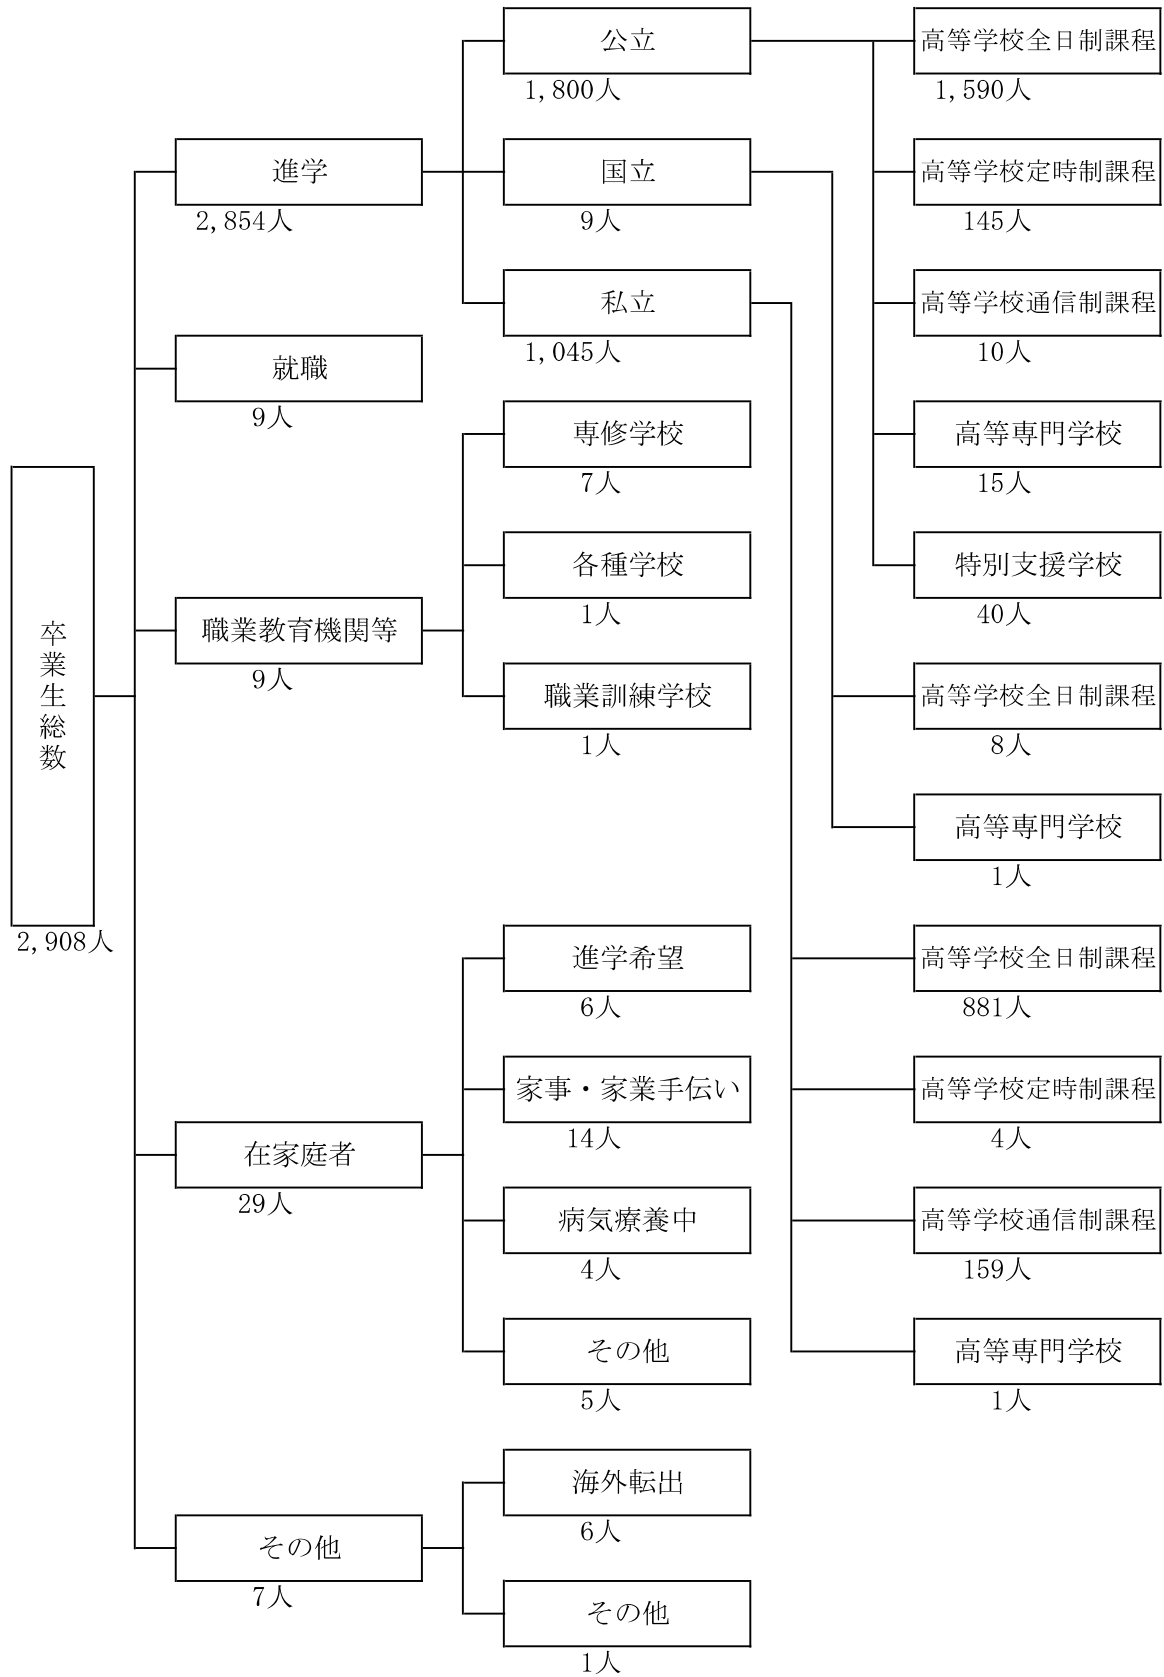 卒業生総数
2,908人
進学
2,854人
就職
9人
職業教育機関等
9人
在家庭者
29人
その他
7人
公立
1,800人
国立
9人
私立
1,045人
専修学校
7人
各種学校
1人
職業訓練学校
1人
進学希望
6人
家事・家業手伝い
14人
病気療養中
4人
その他
5人
海外転出
6人
その他
1人
高等学校全日制課程
1,590人
高等学校定時制課程
145人
高等学校通信制課程
10人
高等専門学校
15人
特別支援学校
40人
高等学校全日制課程
8人
高等専門学校
1人
高等学校全日制課程
881人
高等学校定時制課程
4人
高等学校通信制課程
159人
高等専門学校
1人